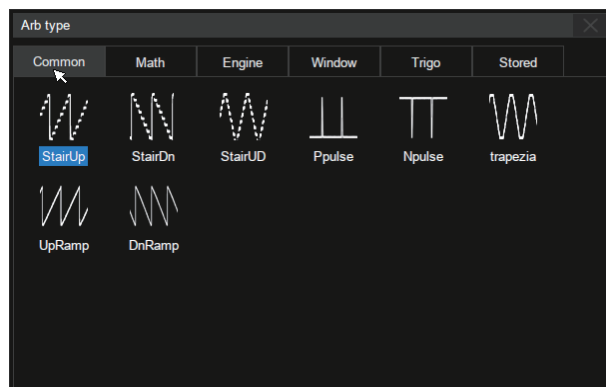 Arb type
Common Math Engine Window Trigo Stored
StairUp StairDn StairUD Ppulse Npulse trapezia
UpRamp DnRamp